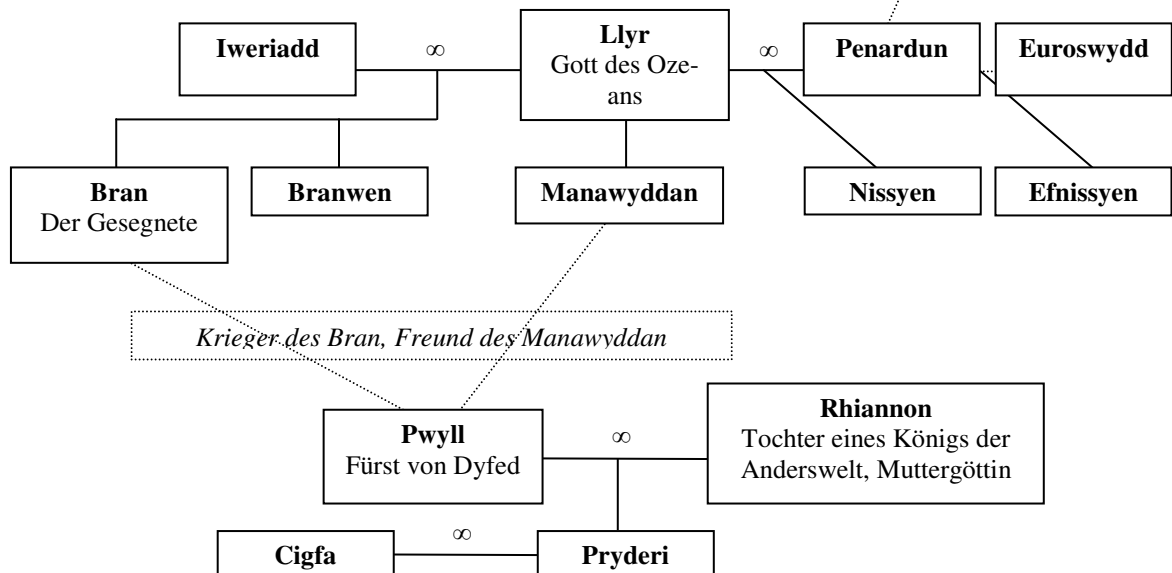 Iweriadd
∞
Llyr
Gott des Oze-
ans
∞
Penardun
Euroswydd
Bran
Der Gesegnete
Branwen
Manawyddan
Nissyen
Efnissyen
Krieger des Bran, Freund des Manawyddan
Pwyll
Fürst von Dyfed
∞
Rhiannon
Tochter eines Königs der
Anderswelt, Muttergöttin
Cigfa
∞
Pryderi